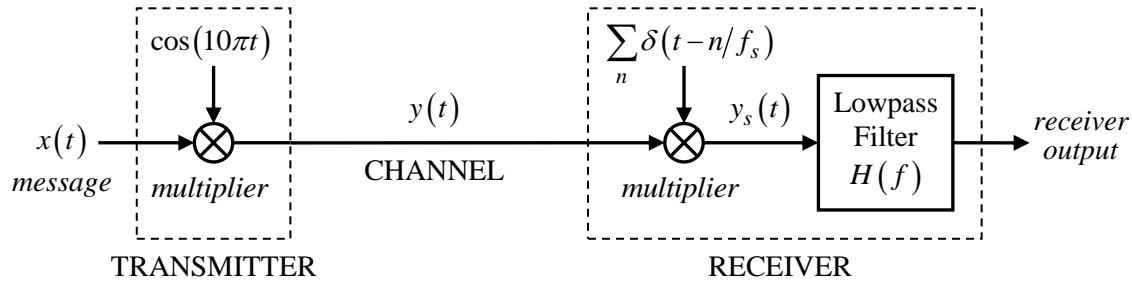 cos(10πt)
∑ δ(t−n/f_s)
n
x(t)
message
multiplier
y(t)
CHANNEL
multiplier
y_s(t)
Lowpass
Filter
H(f)
receiver
output
TRANSMITTER
RECEIVER